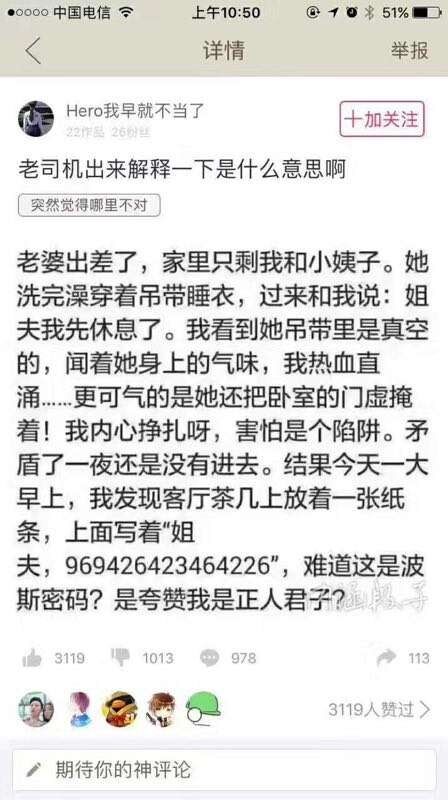 中国电信 上午10:50 51%
详情 举报
Hero我早就不当了
22作品 26粉丝
十加关注
老司机出来解释一下是什么意思啊
突然觉得哪里不对
老婆出差了，家里只剩我和小姨子。她
洗完澡穿着吊带睡衣，过来和我说：姐
夫我先休息了。我看到她吊带里是真空
的，闻着她身上的气味，我热血直
涌……更可气的是她还把卧室的门虚掩
着！我内心挣扎呀，害怕是个陷阱。矛
盾了一夜还是没有进去。结果今天一大
早上，我发现客厅茶几上放着一张纸
条，上面写着“姐
夫，969426423464226”，难道这是波
斯密码？是夸赞我是正人君子？
内涵段子
3119 1013 978 113
3119人赞过
期待你的神评论